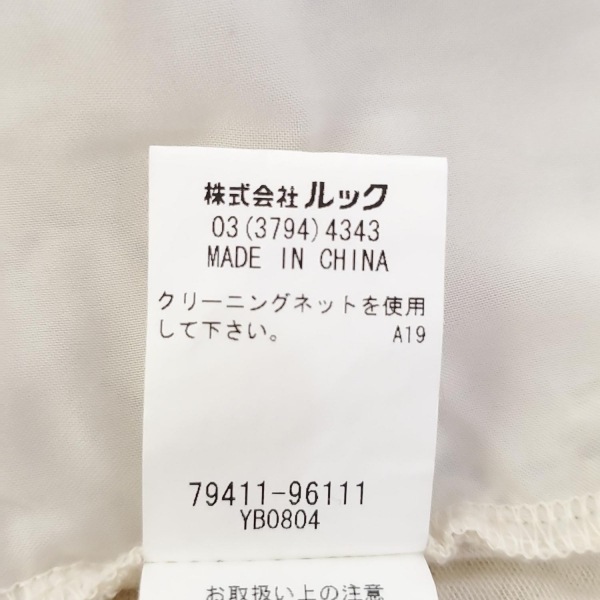 株式会社 ルック
03(3794)4343
MADE IN CHINA
クリーニングネットを使用
して下さい。 A19
79411-96111
YB0804
お取扱い上の注意